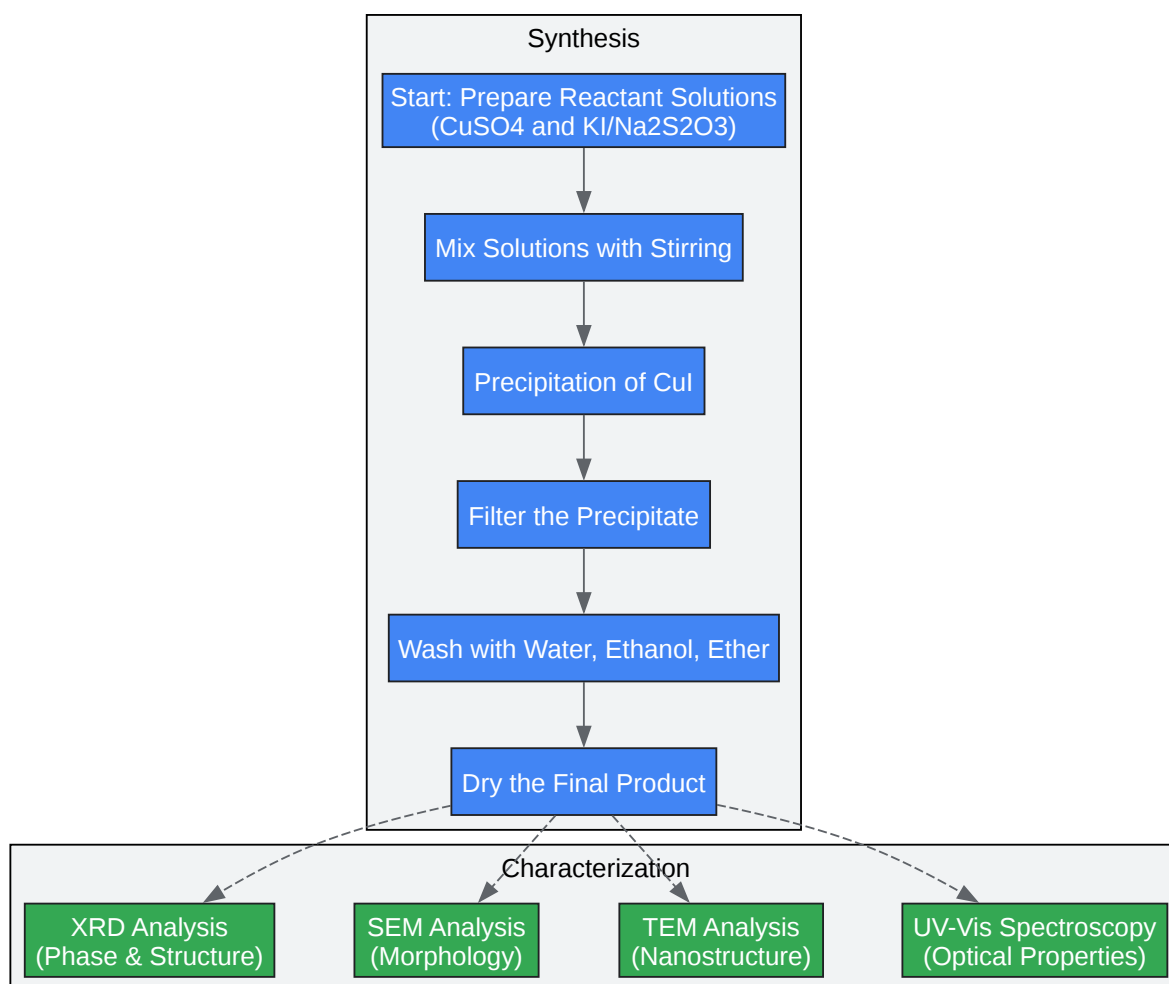 Synthesis
Start: Prepare Reactant Solutions
(CuSO4 and KI/Na2S2O3)
Mix Solutions with Stirring
Precipitation of CuI
Filter the Precipitate
Wash with Water, Ethanol, Ether
Dry the Final Product
Characterization
XRD Analysis
(Phase & Structure)
SEM Analysis
(Morphology)
TEM Analysis
(Nanostructure)
UV-Vis Spectroscopy
(Optical Properties)